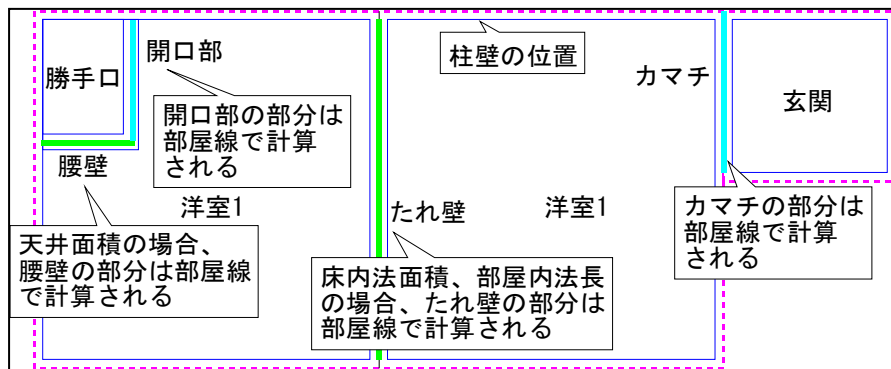 開口部
柱壁の位置
カマチ
勝手口
玄関
開口部の部分は
部屋線で計算
される
腰壁
洋室1
たれ壁
洋室1
カマチの部分は
部屋線で計算
される
天井面積の場合、
腰壁の部分は部屋線
で計算される
床内法面積、部屋内法長
の場合、たれ壁の部分は
部屋線で計算される